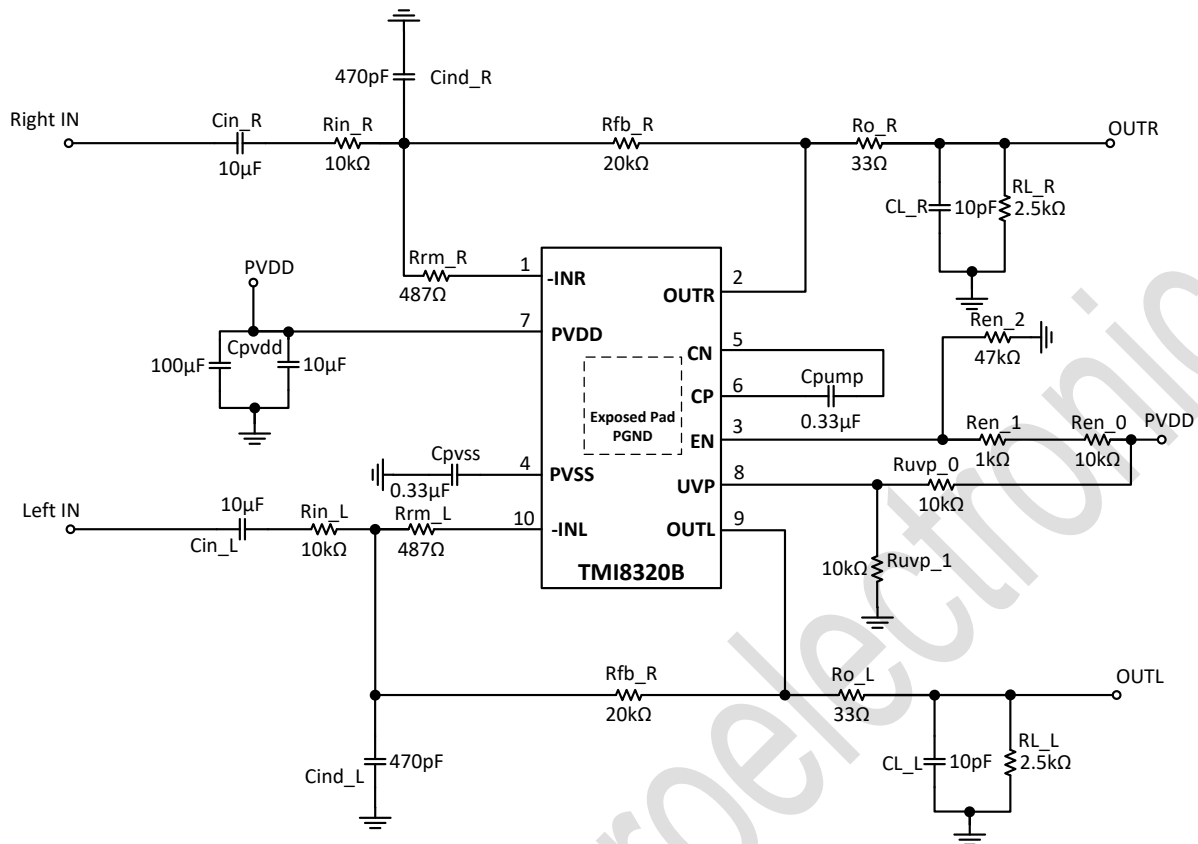 470pF Cind_R
Right IN
Cin_R
10µF
Rin_R
10kΩ
Rfb_R
20kΩ
Ro_R
33Ω
OUTR
CL_R
10pF
RL_R
2.5kΩ
Rrm_R
487Ω
1
-INR
PVDD
7
PVDD
Cpvdd
100µF
10µF
OUTR
2
CN
5
CP
6
Cpump
0.33µF
Ren_2
47kΩ
Exposed Pad
PGND
EN
3
Ren_1
1kΩ
Ren_0
10kΩ
PVDD
Cpvss
0.33µF
4
PVSS
UVP
8
Ruvp_0
10kΩ
Left IN
10µF
Cin_L
Rin_L
10kΩ
Rrm_L
487Ω
10
-INL
OUTL
9
10kΩ
Ruvp_1
TMI8320B
Rfb_R
20kΩ
Ro_L
33Ω
OUTL
Cind_L
470pF
CL_L
10pF
RL_L
2.5kΩ
roelectronic